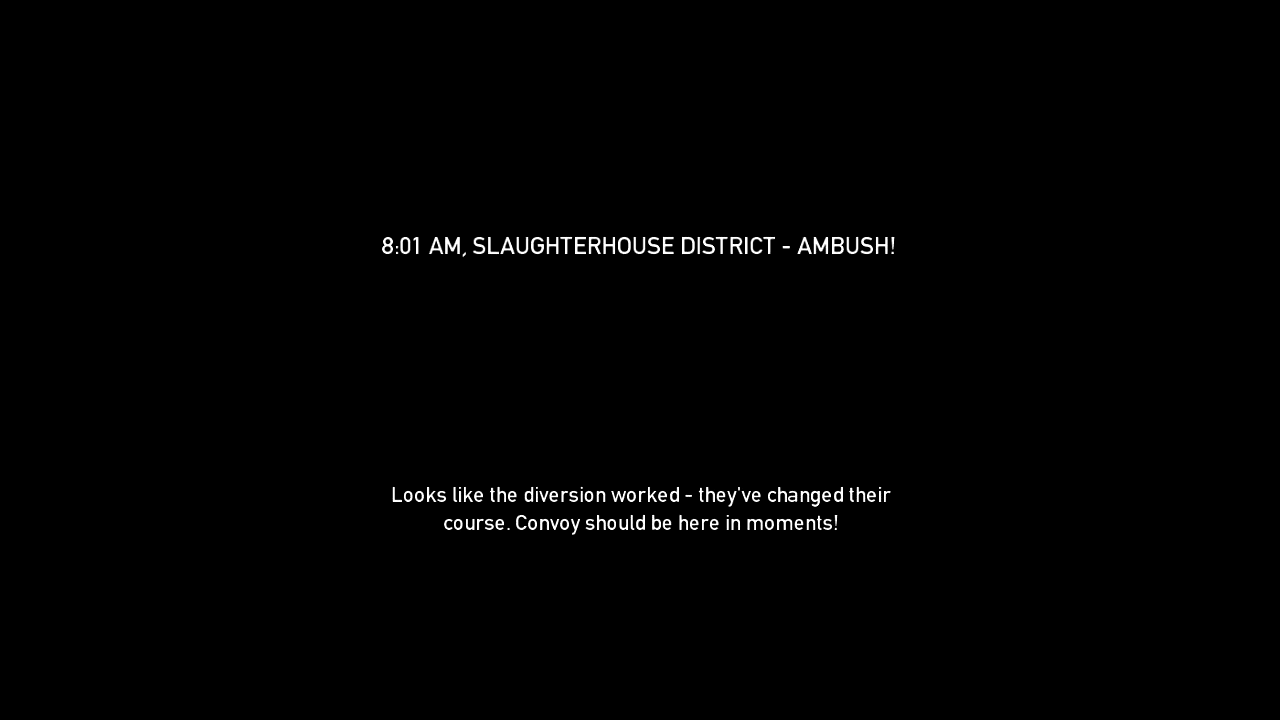 8:01 AM, SLAUGHTERHOUSE DISTRICT - AMBUSH!
Looks like the diversion worked - they've changed their
course. Convoy should be here in moments!